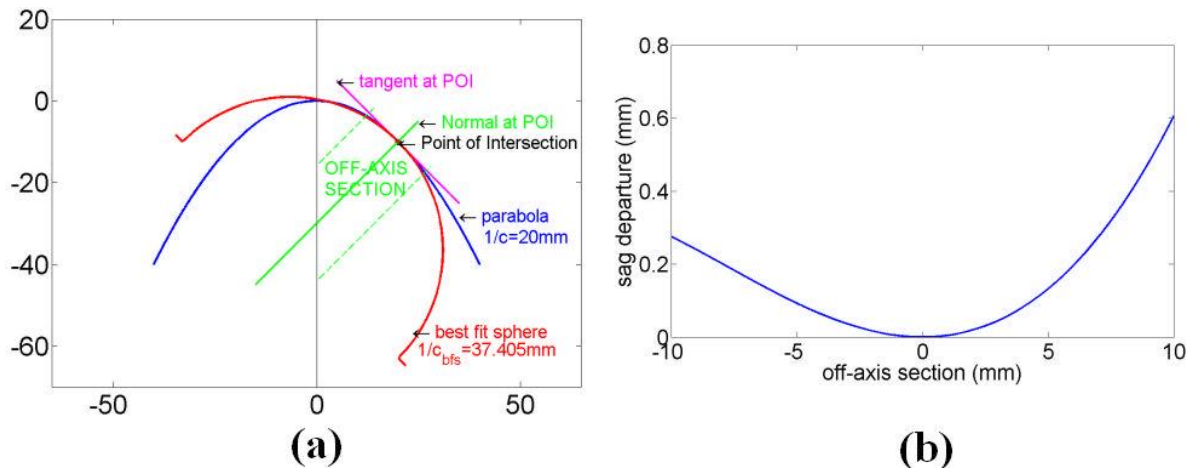 20
0
-20
-40
-60
-50
0
50
← tangent at POI
← Normal at POI
← Point of Intersection
OFF-AXIS
SECTION
← parabola
1/c=20mm
← best fit sphere
1/c_bfs=37.405mm
(a)
0.8
0.6
0.4
0.2
0
-10
-5
0
5
10
sag departure (mm)
off-axis section (mm)
(b)